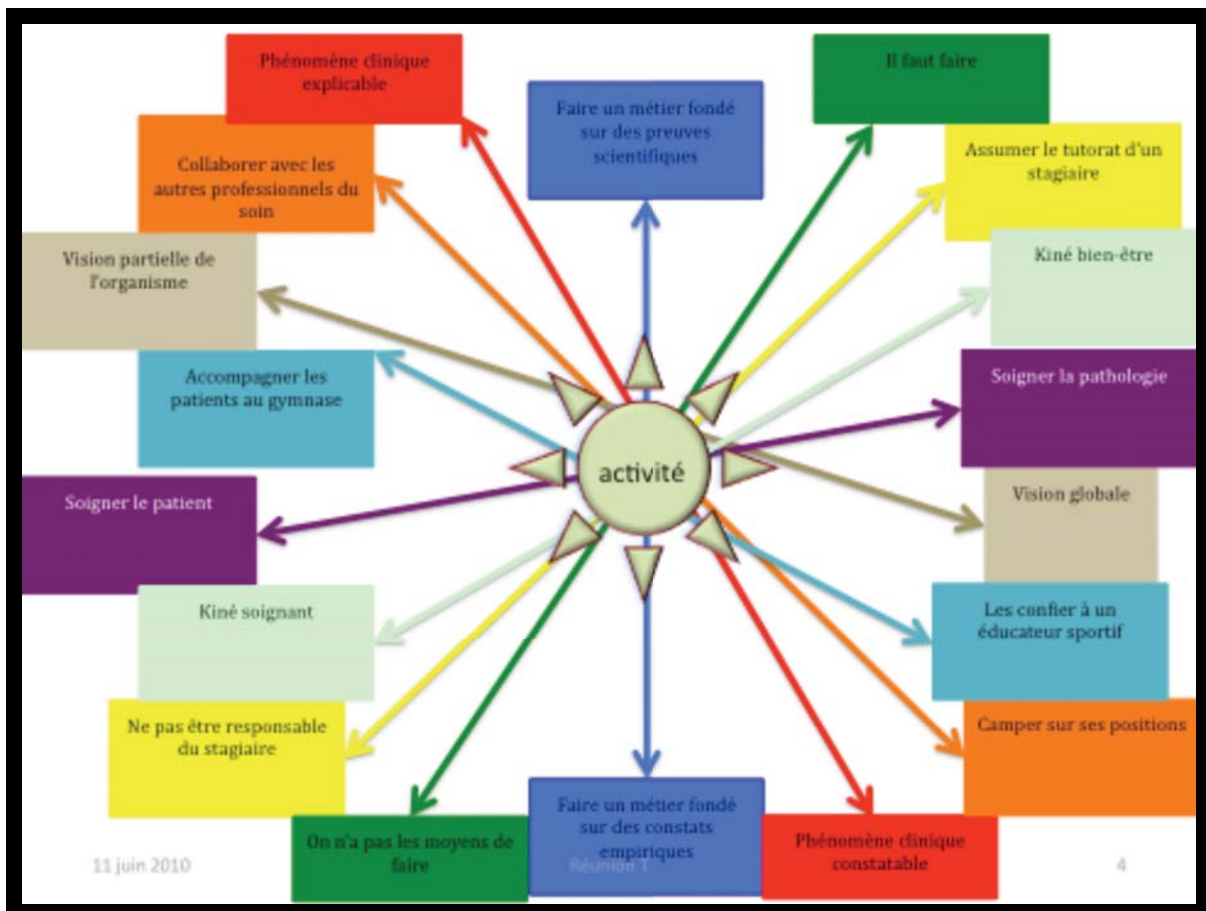 Phénomène clinique
explicable
Il faut faire
Faire un métier fondé
sur des preuves
scientifiques
Collaborer avec les
autres professionnels du
soin
Assumer le tutorat d'un
stagiaire
Vision partielle de
l'organisme
Kiné bien-être
Accompagner les
patients au gymnase
Soigner la pathologie
activité
Soigner le patient
Vision globale
Kiné soignant
Les confier à un
éducateur sportif
Ne pas être responsable
du stagiaire
Camper sur ses positions
On n'a pas les moyens de
faire
Faire un métier fondé
sur des constats
empiriques
Phénomène clinique
constatable
11 juin 2010
Réunion T
4